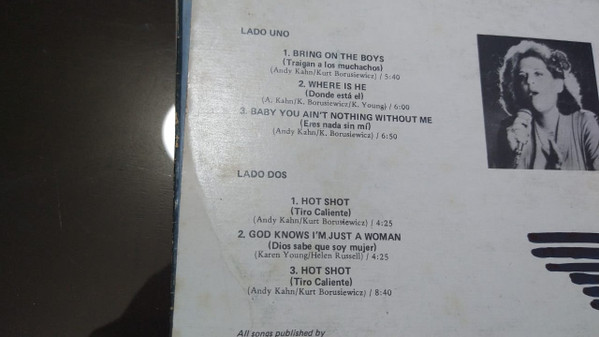 LADO UNO
1. BRING ON THE BOYS
(Traigan a los muchachos)
(Andy Kahn/Kurt Borusiewicz) / 5:40
2. WHERE IS HE
(Donde está el)
(A. Kahn/K. Borusiewicz/K. Young) / 6:00
3. BABY YOU AIN'T NOTHING WITHOUT ME
(Eres nada sin mí)
(Andy Kahn/K. Borusiewicz) / 6:50
LADO DOS
1. HOT SHOT
(Tiro Caliente)
(Andy Kahn/Kurt Borusiewicz) / 4:25
2. GOD KNOWS I'M JUST A WOMAN
(Dios sabe que soy mujer)
(Karen Young/Helen Russell) / 4:25
3. HOT SHOT
(Tiro Caliente)
(Andy Kahn/Kurt Borusiewicz) / 8:40
All songs published by